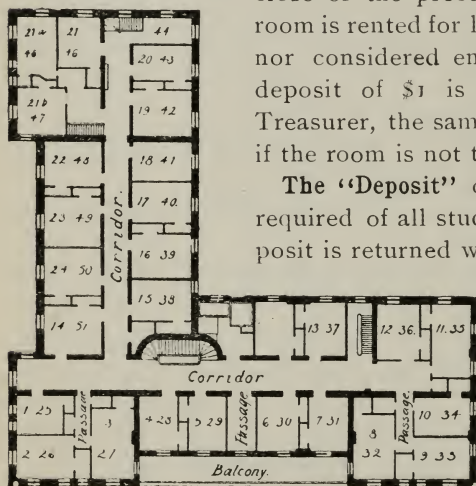 room is rented for l
nor considered en
deposit of $1 is
Treasurer, the sam
if the room is not t
The “Deposit” o
required of all stu
posit is returned w
21a 46
21 46
44
20 43
21b 47
19 42
22 48
18 41
23 49
17 40.
24 50
16 39
14 51
15 38
Corridor.
13 37
12 36.
11.35
Corridor
1 25
Passage
3 27
2 26
4 28
5 29
Passage
6 30
7 31
8 32
Passage.
10 34
9 33
Balcony.